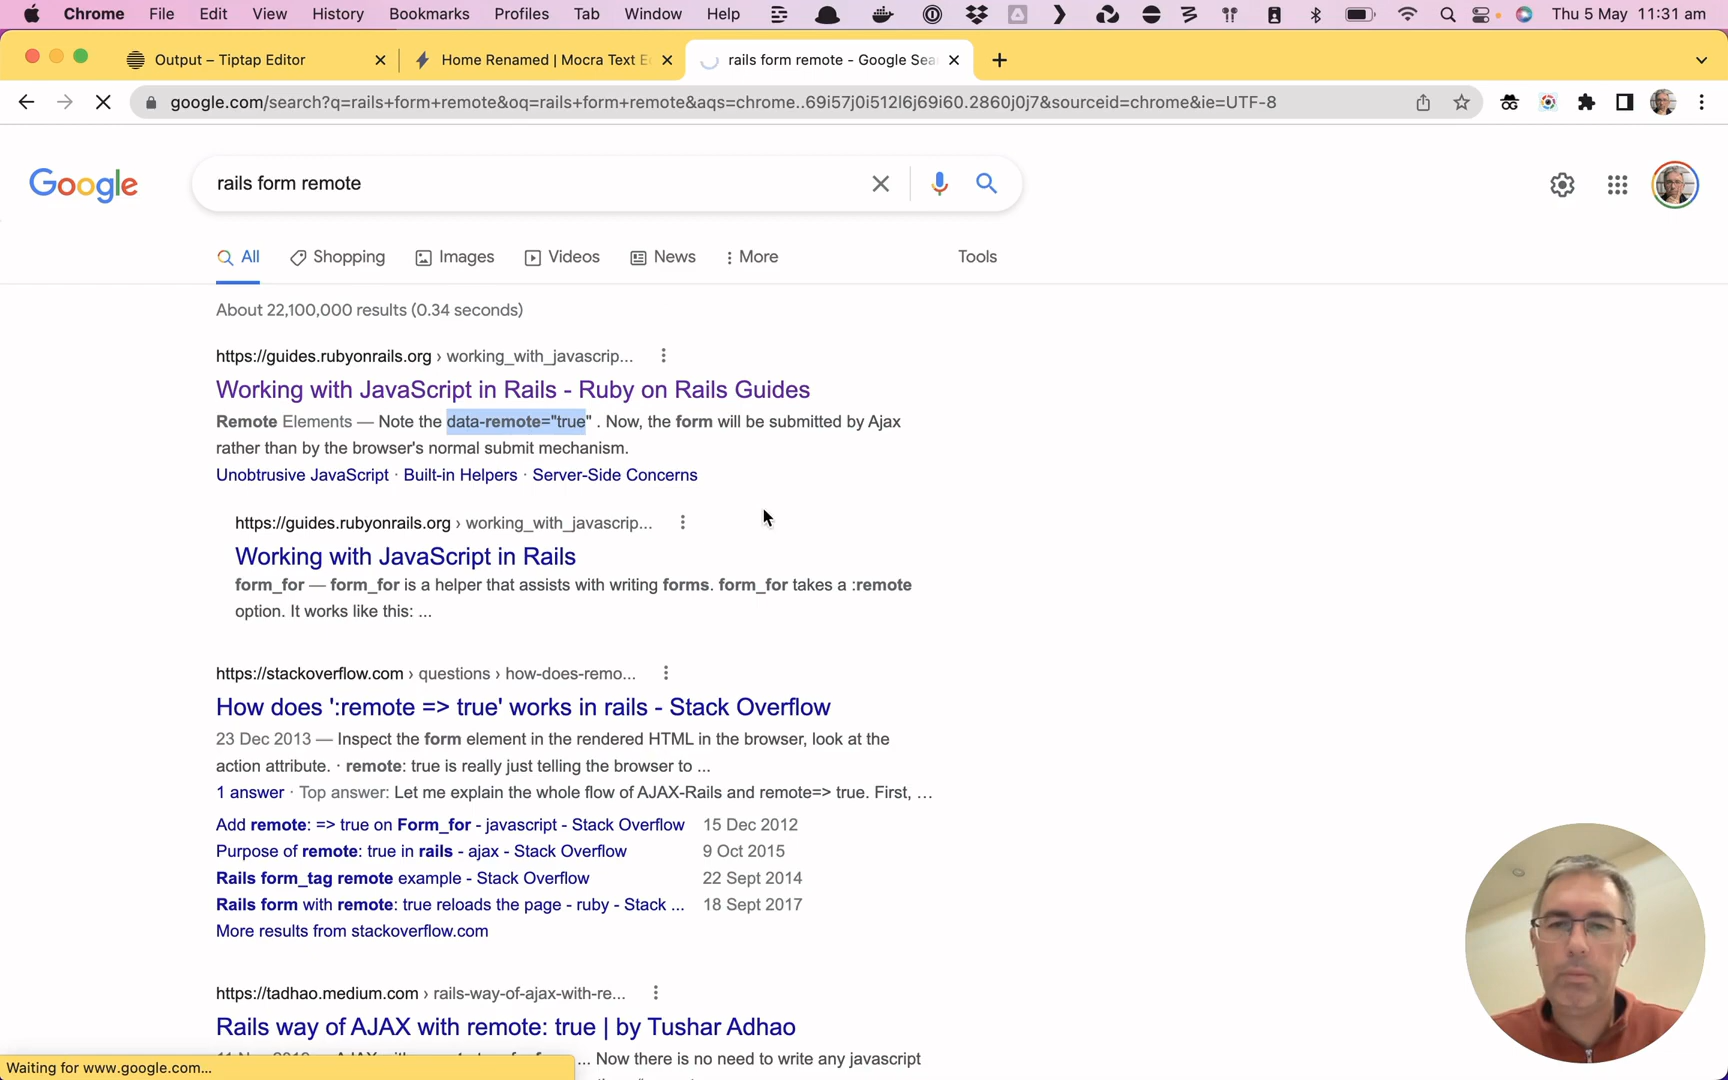 Chrome File Edit View History Bookmarks Profiles Tab Window Help Thu 5 May 11:31 am
Output – Tiptap Editor Home Renamed | Mocra Text E rails form remote - Google Sea
google.com/search?q=rails+form+remote&oq=rails+form+remote&aqs=chrome..69i57j0i512l6j69i60.2860j0j7&sourceid=chrome&ie=UTF-8
Google rails form remote
All Shopping Images Videos News More Tools
About 22,100,000 results (0.34 seconds)
https://guides.rubyonrails.org › working_with_javascrip...
Working with JavaScript in Rails - Ruby on Rails Guides
Remote Elements — Note the data-remote="true" . Now, the form will be submitted by Ajax
rather than by the browser's normal submit mechanism.
Unobtrusive JavaScript · Built-in Helpers · Server-Side Concerns
https://guides.rubyonrails.org › working_with_javascrip...
Working with JavaScript in Rails
form_for — form_for is a helper that assists with writing forms. form_for takes a :remote
option. It works like this: ...
https://stackoverflow.com › questions › how-does-remo...
How does ':remote => true' works in rails - Stack Overflow
23 Dec 2013 — Inspect the form element in the rendered HTML in the browser, look at the
action attribute. · remote: true is really just telling the browser to ...
1 answer · Top answer: Let me explain the whole flow of AJAX-Rails and remote=> true. First, …
Add remote: => true on Form_for - javascript - Stack Overflow 15 Dec 2012
Purpose of remote: true in rails - ajax - Stack Overflow 9 Oct 2015
Rails form_tag remote example - Stack Overflow 22 Sept 2014
Rails form with remote: true reloads the page - ruby - Stack ... 18 Sept 2017
More results from stackoverflow.com
https://tadhao.medium.com › rails-way-of-ajax-with-re...
Rails way of AJAX with remote: true | by Tushar Adhao
... Now there is no need to write any javascript
Waiting for www.google.com...